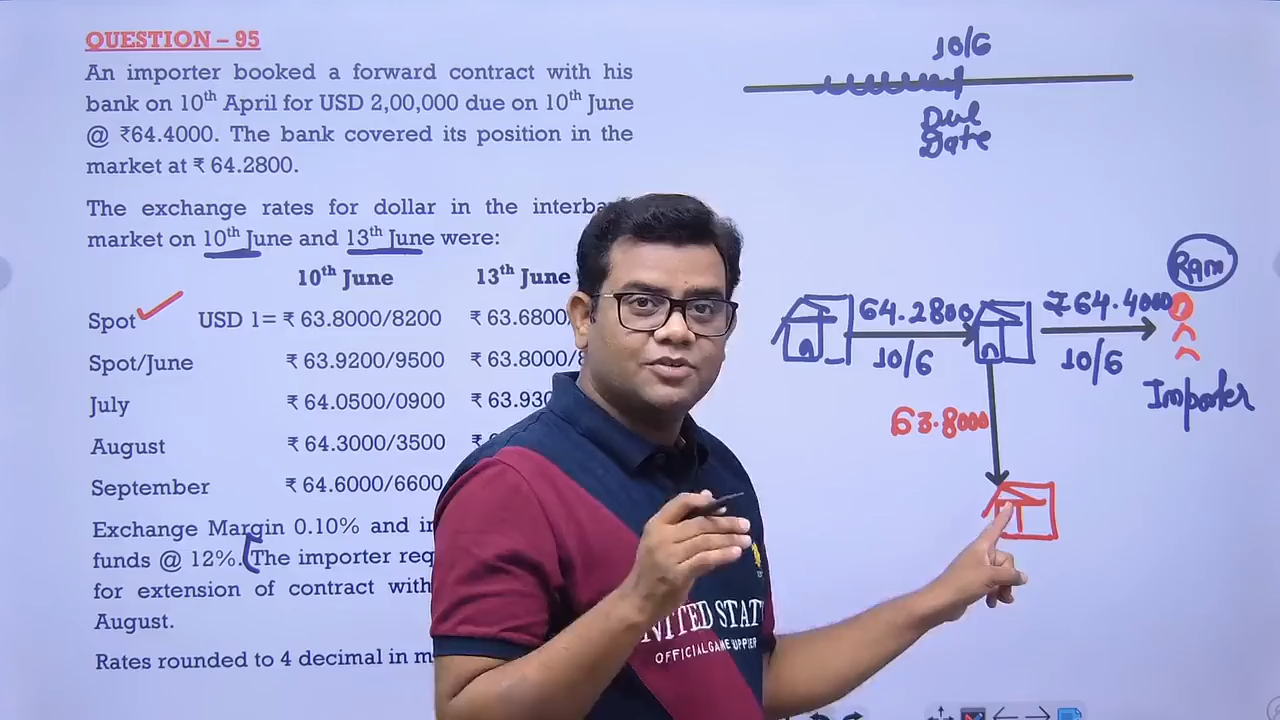 QUESTION – 95
An importer booked a forward contract with his
bank on 10th April for USD 2,00,000 due on 10th June
@ ₹64.4000. The bank covered its position in the
market at ₹ 64.2800.
The exchange rates for dollar in the
market on 10th June and 13th June were:
10th June 13th June
Spot USD 1= ₹ 63.8000/8200 ₹ 63.6800/
Spot/June ₹ 63.9200/9500 ₹ 63.8000/
July ₹ 64.0500/0900 ₹ 63.93
August ₹ 64.3000/3500 ₹
September ₹ 64.6000/6600
Exchange Margin 0.10% and
funds @ 12%. The importer
for extension of contract with
August.
Rates rounded to 4 decimal in
10/6
Due
Date
Ram
64.2800 ₹64.4000
10/6 10/6
Importer
63.8000
UNITED STAT
OFFICIAL GAME SUPPIER